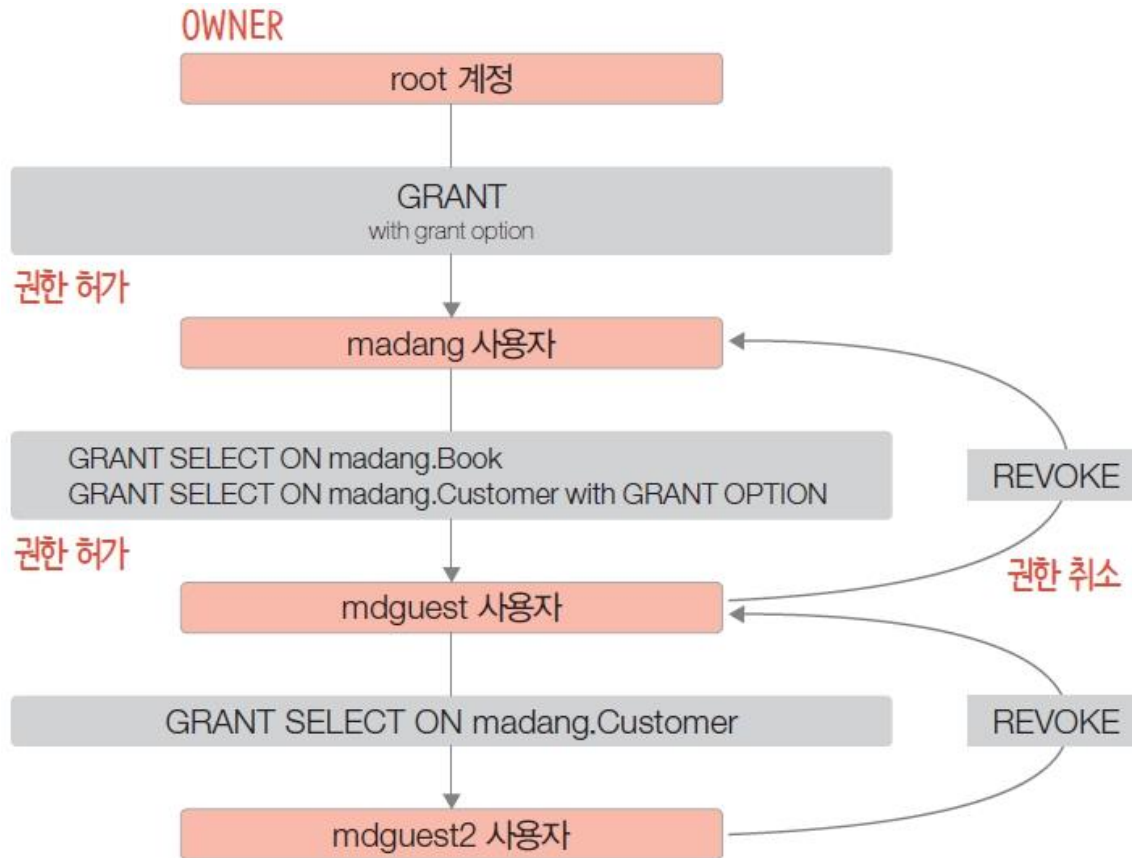 OWNER
root 계정
GRANT
with grant option
권한 허가
madang 사용자
GRANT SELECT ON madang.Book
GRANT SELECT ON madang.Customer with GRANT OPTION
REVOKE
권한 허가
권한 취소
mdguest 사용자
GRANT SELECT ON madang.Customer
REVOKE
mdguest2 사용자